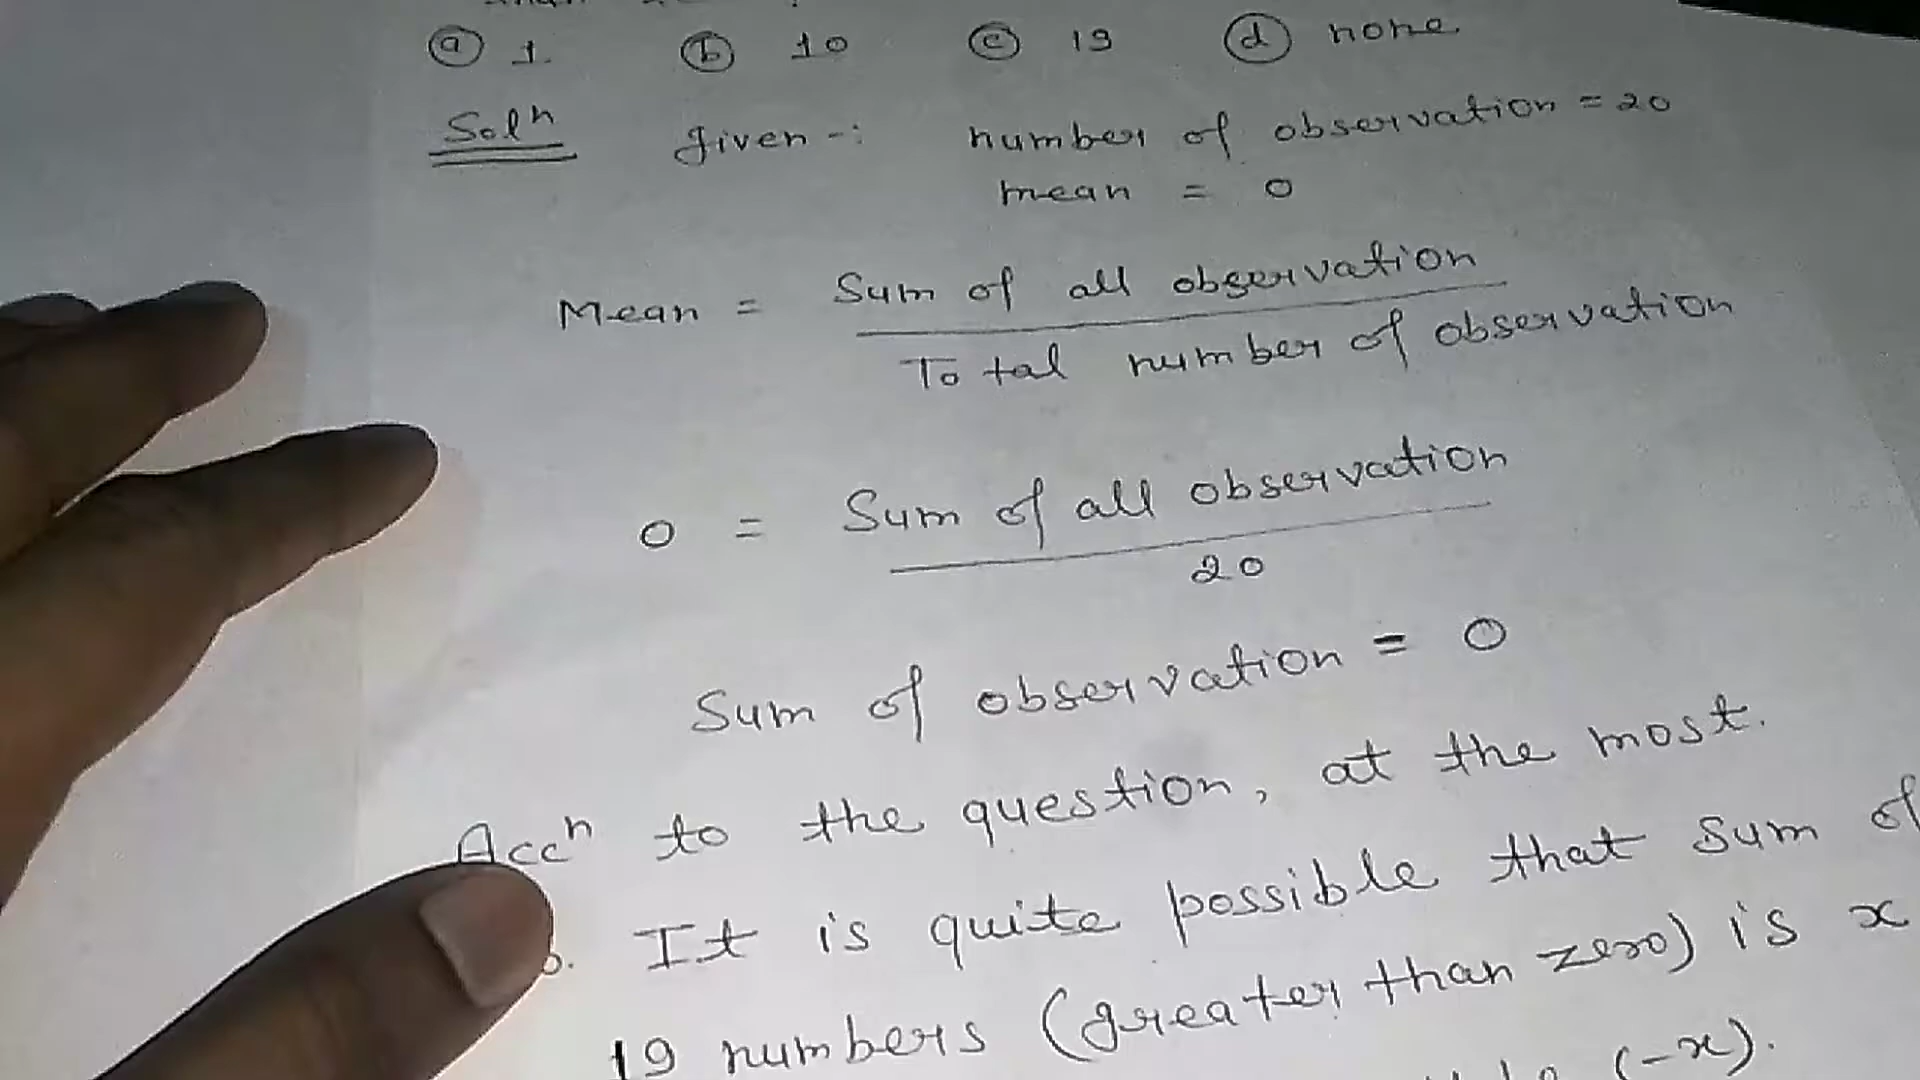 ⓐ 1 ⓑ 10 ⓒ 19 ⓓ none
Solⁿ given -: number of observation = 20
mean = 0
Mean = Sum of all observation
Total number of observation
0 = Sum of all observation
20
Sum of observation = 0
Accⁿ to the question, at the most.
It is quite possible that sum of
19 numbers (greater than zero) is x
(-x).